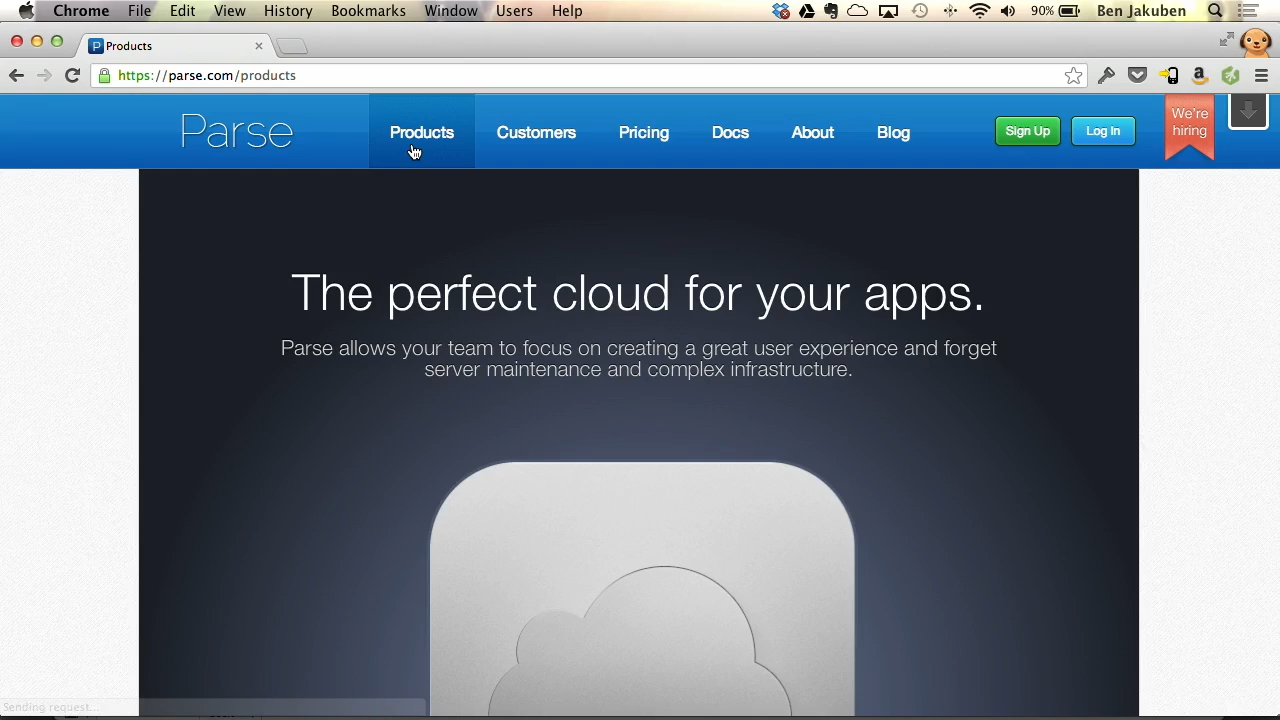 Chrome File Edit View History Bookmarks Window Users Help 90% Ben Jakuben
Products
https://parse.com/products
Parse Products Customers Pricing Docs About Blog Sign Up Log In We're
hiring
The perfect cloud for your apps.
Parse allows your team to focus on creating a great user experience and forget
server maintenance and complex infrastructure.
Sending request...